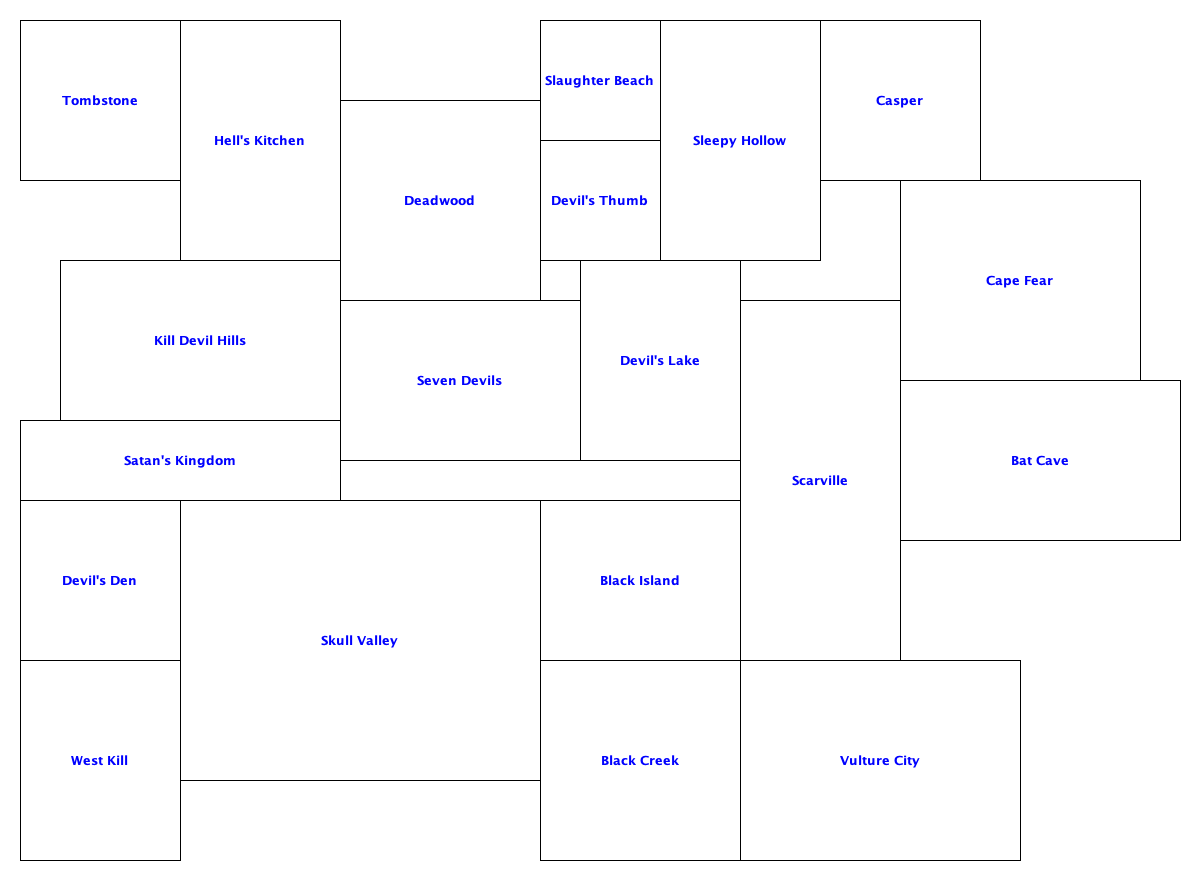 Slaughter Beach
Tombstone
Casper
Hell's Kitchen
Sleepy Hollow
Deadwood
Devil's Thumb
Cape Fear
Kill Devil Hills
Devil's Lake
Seven Devils
Satan's Kingdom
Bat Cave
Scarville
Devil's Den
Black Island
Skull Valley
West Kill
Black Creek
Vulture City